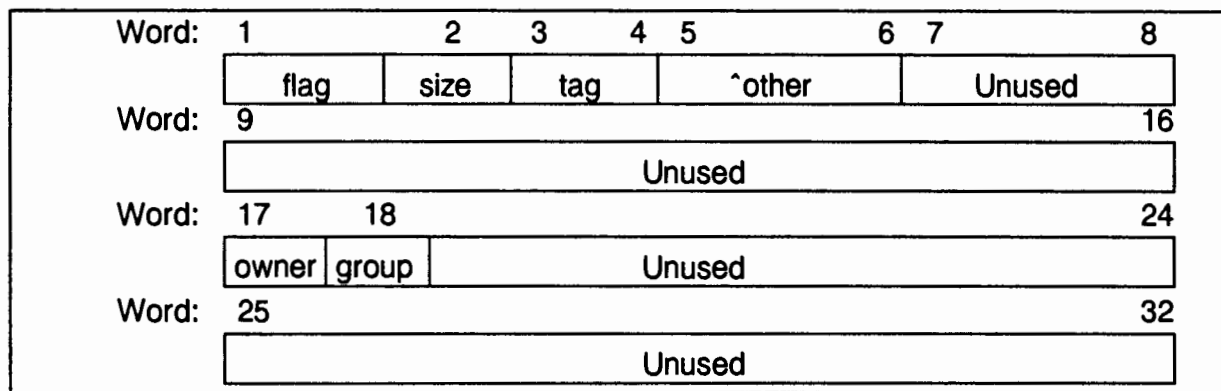 Word: 1 2 3 4 5 6 7 8
flag size tag ^other Unused
Word: 9 16
Unused
Word: 17 18 24
owner group Unused
Word: 25 32
Unused